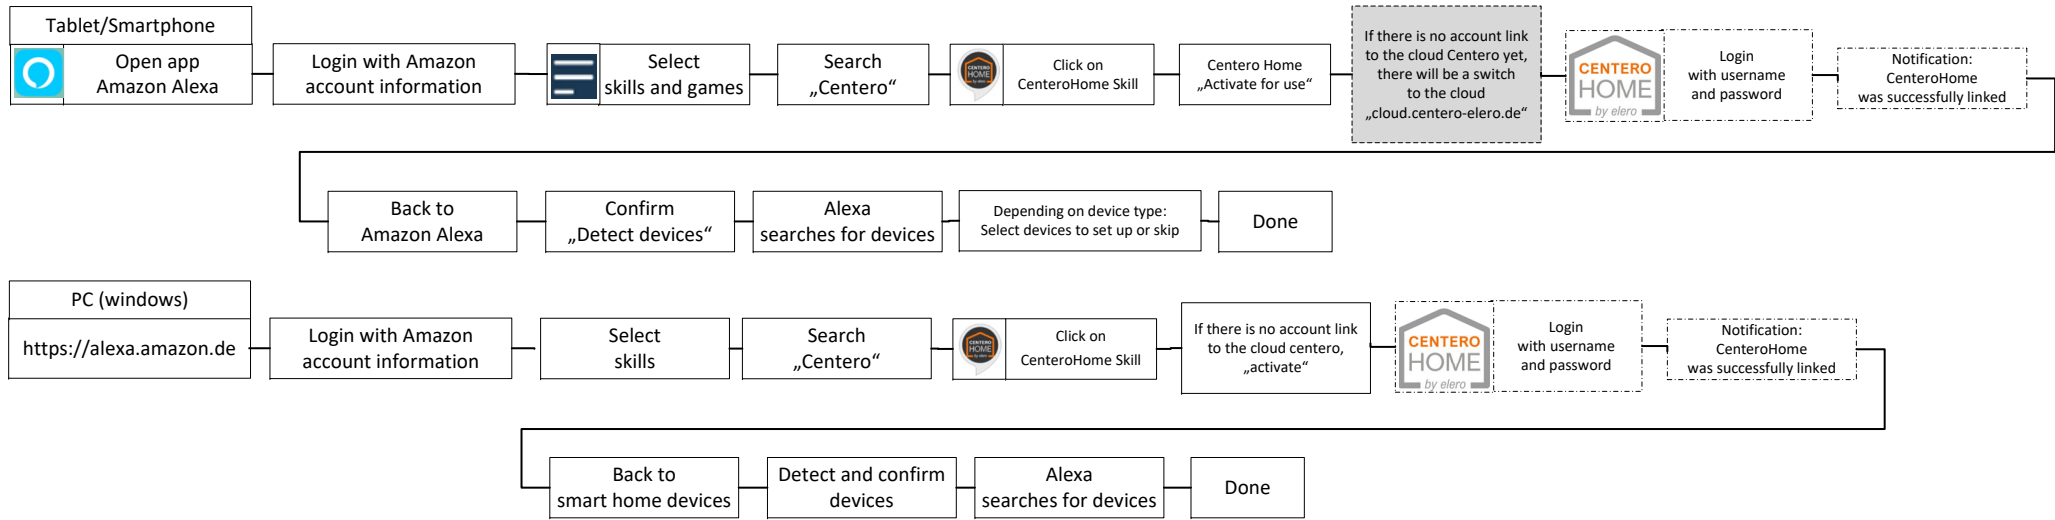 Tablet/Smartphone
Open app
Amazon Alexa
Login with Amazon
account information
Select
skills and games
Search
„Centero“
CENTERO
HOME
Click on
CenteroHome Skill
Centero Home
„Activate for use“
If there is no account link
to the cloud Centero yet,
there will be a switch
to the cloud
„cloud.centero-elero.de“
CENTERO
HOME
by elero
Login
with username
and password
Notification:
CenteroHome
was successfully linked
Back to
Amazon Alexa
Confirm
„Detect devices“
Alexa
searches for devices
Depending on device type:
Select devices to set up or skip
Done
PC (windows)
https://alexa.amazon.de
Login with Amazon
account information
Select
skills
Search
„Centero“
CENTERO
HOME
Click on
CenteroHome Skill
If there is no account link
to the cloud centero,
„activate“
CENTERO
HOME
by elero
Login
with username
and password
Notification:
CenteroHome
was successfully linked
Back to
smart home devices
Detect and confirm
devices
Alexa
searches for devices
Done